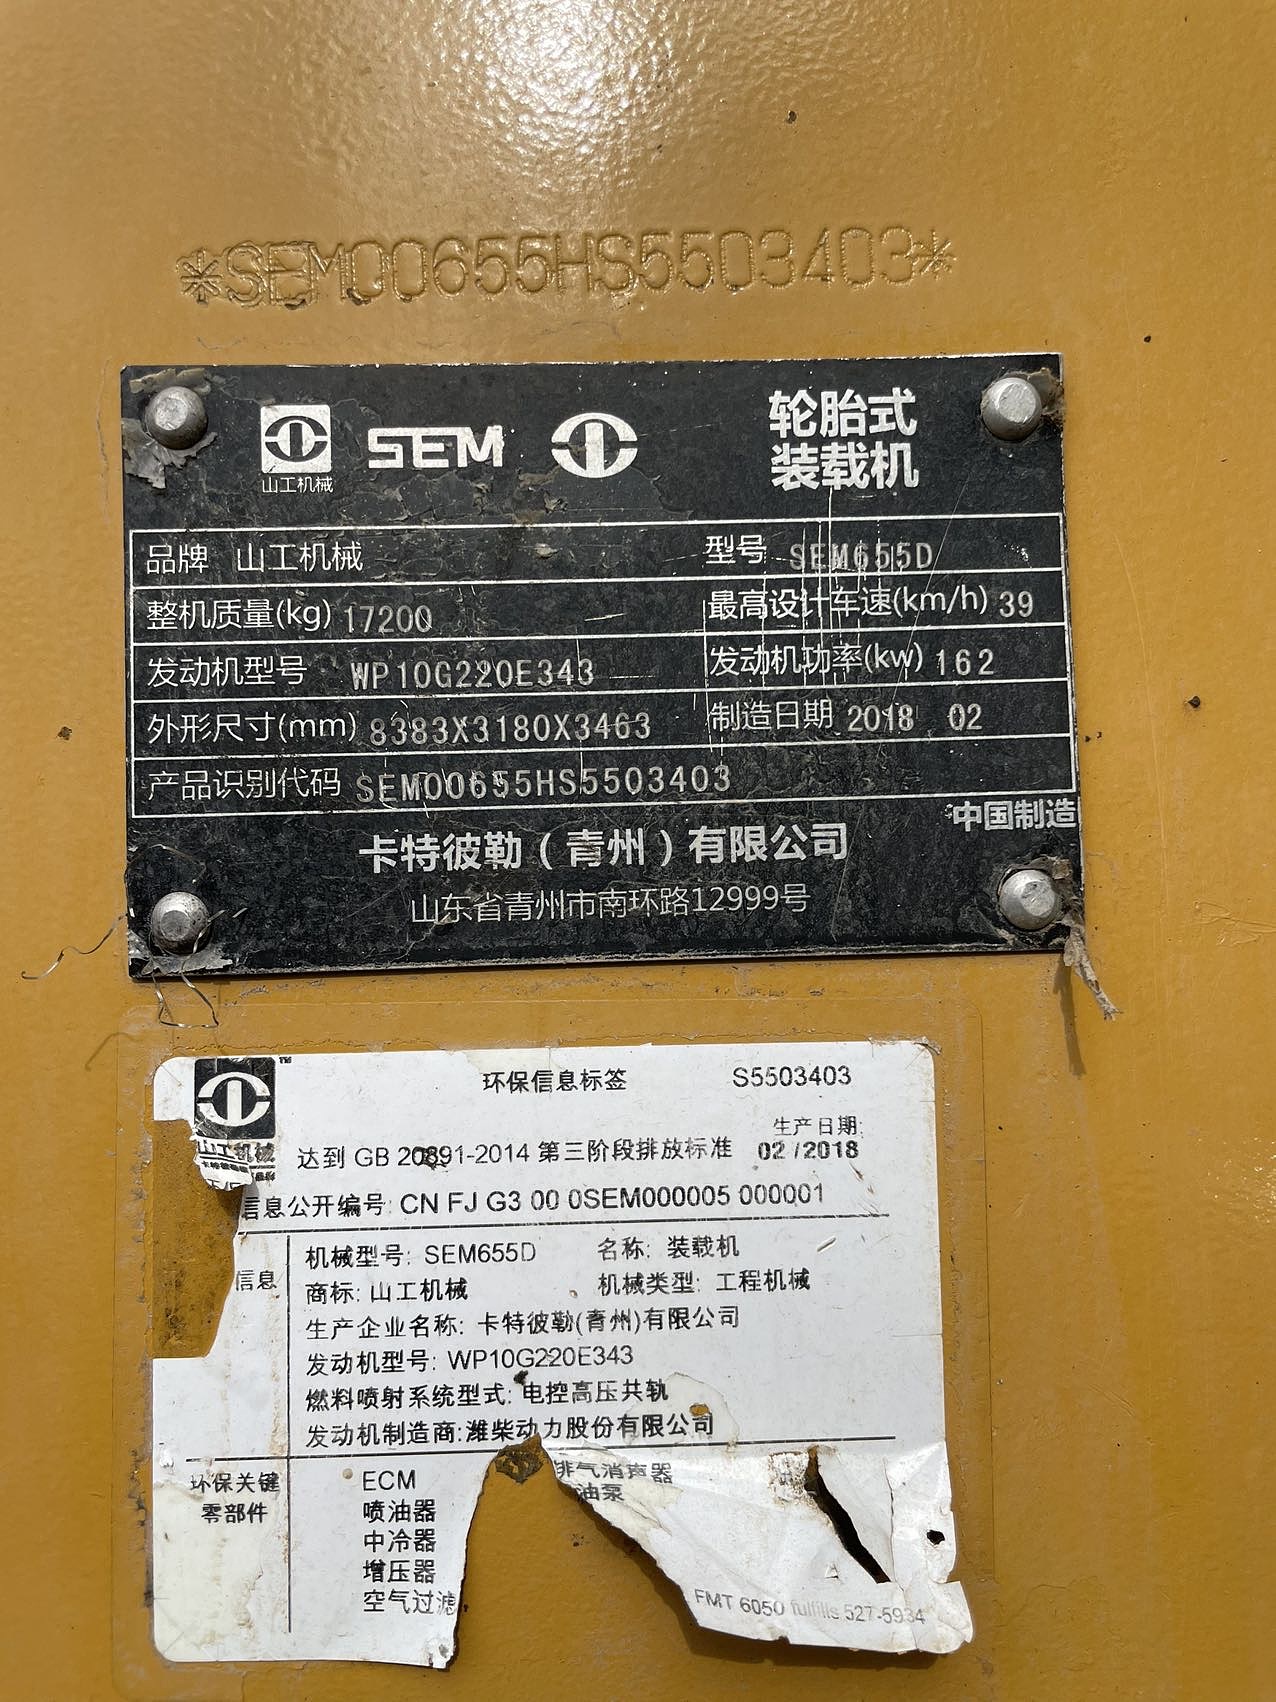 *SEM00655HS5503403*
山工机械 SEM
轮胎式
装载机
品牌 山工机械 型号 SEM655D
整机质量(kg) 17200 最高设计车速(km/h) 39
发动机型号 WP10G220E343 发动机功率(kw) 162
外形尺寸(mm) 8383X3180X3463 制造日期 2018 02
产品识别代码 SEM00655HS5503403
中国制造
卡特彼勒(青州)有限公司
山东省青州市南环路12999号
TM
环保信息标签 S5503403
山工机械
生产日期:
达到 GB 20891-2014 第三阶段排放标准 02/2018
信息公开编号: CN FJ G3 00 0SEM000005 000001
信息
机械型号: SEM655D 名称: 装载机
商标: 山工机械 机械类型: 工程机械
生产企业名称: 卡特彼勒(青州)有限公司
发动机型号: WP10G220E343
燃料喷射系统型式: 电控高压共轨
发动机制造商:潍柴动力股份有限公司
环保关键
零部件
ECM 排气消声器
喷油器 油泵
中冷器
增压器
空气过滤
FMT 6050 fulfills 527-5934